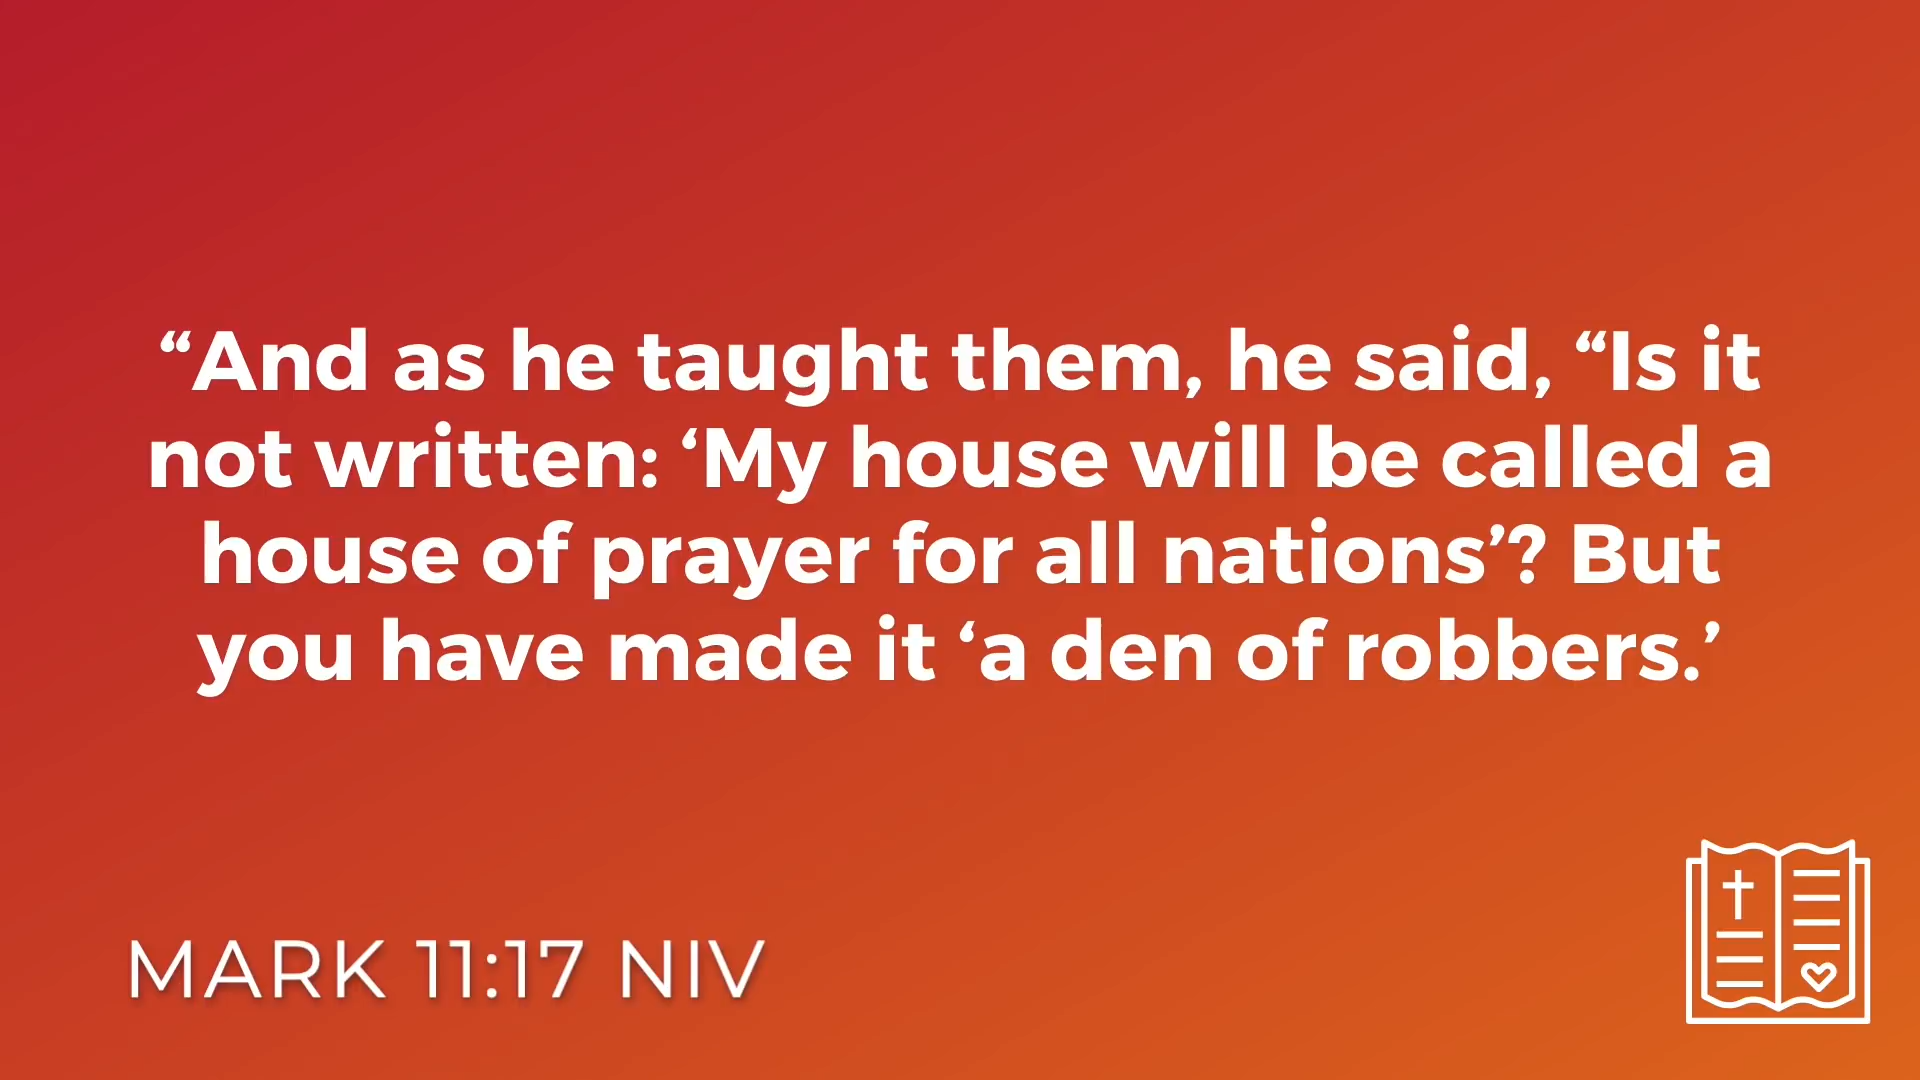 “And as he taught them, he said, “Is it
not written: ‘My house will be called a
house of prayer for all nations’? But
you have made it ‘a den of robbers.’
MARK 11:17 NIV